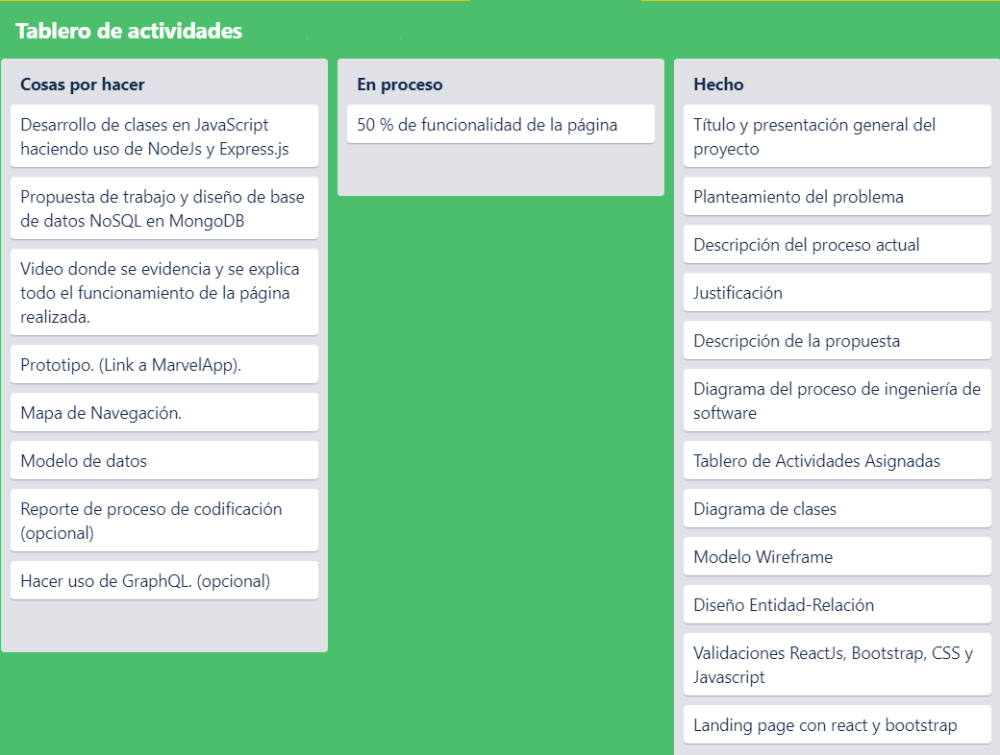 Tablero de actividades
Cosas por hacer
Desarrollo de clases en JavaScript
haciendo uso de NodeJs y Express.js
Propuesta de trabajo y diseño de base
de datos NoSQL en MongoDB
Video donde se evidencia y se explica
todo el funcionamiento de la página
realizada.
Prototipo. (Link a MarvelApp).
Mapa de Navegación.
Modelo de datos
Reporte de proceso de codificación
(opcional)
Hacer uso de GraphQL. (opcional)
En proceso
50 % de funcionalidad de la página
Hecho
Título y presentación general del
proyecto
Planteamiento del problema
Descripción del proceso actual
Justificación
Descripción de la propuesta
Diagrama del proceso de ingeniería de
software
Tablero de Actividades Asignadas
Diagrama de clases
Modelo Wireframe
Diseño Entidad-Relación
Validaciones ReactJs, Bootstrap, CSS y
Javascript
Landing page con react y bootstrap